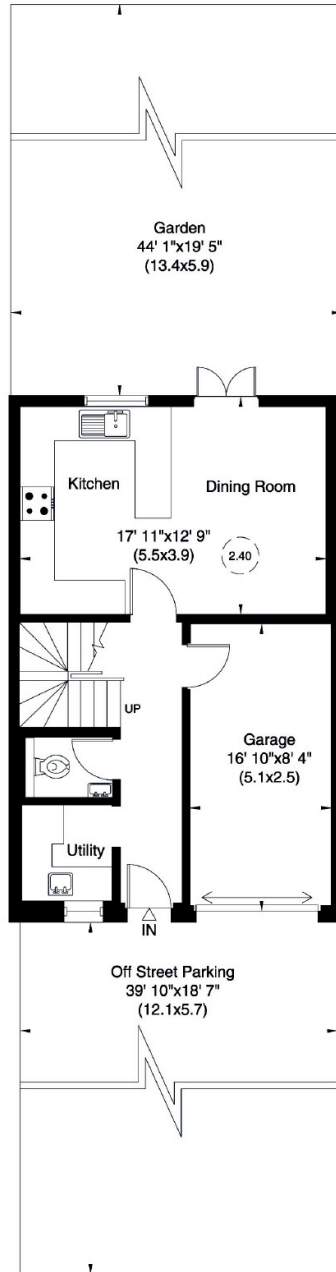 Garden
44' 1"x19' 5"
(13.4x5.9)
Kitchen
Dining Room
17' 11"x12' 9"
(5.5x3.9)
2.40
UP
Garage
16' 10"x8' 4"
(5.1x2.5)
Utility
IN
Off Street Parking
39' 10"x18' 7"
(12.1x5.7)